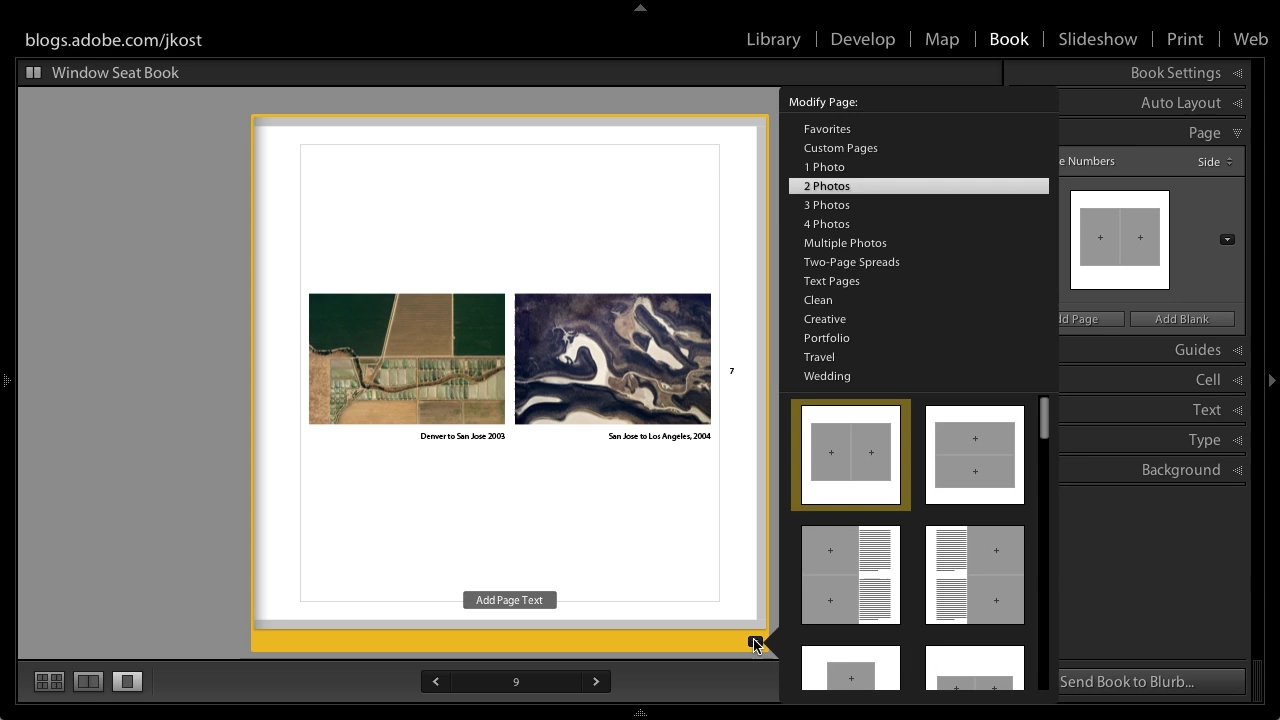 blogs.adobe.com/jkost
Library | Develop | Map | Book | Slideshow | Print | Web
Window Seat Book
Book Settings
Auto Layout
Page
Modify Page:
Favorites
Custom Pages
1 Photo
2 Photos
3 Photos
4 Photos
Multiple Photos
Two-Page Spreads
Text Pages
Clean
Creative
Portfolio
Travel
Wedding
Numbers Side
Add Blank
Guides
Cell
Text
Type
Background
7
Denver to San Jose 2003
San Jose to Los Angeles, 2004
Add Page Text
9
Send Book to Blurb...